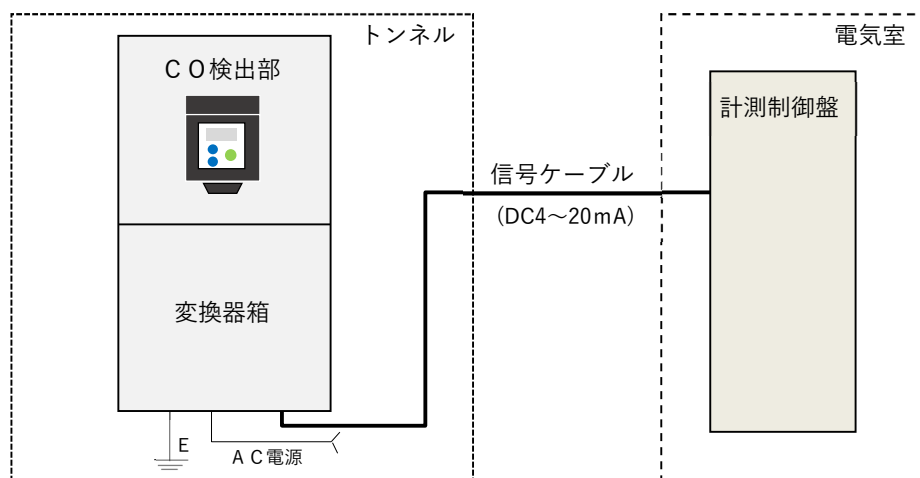 トンネル
電気室
ＣＯ検出部
計測制御盤
信号ケーブル
(DC4～20mA)
変換器箱
E
ＡＣ電源